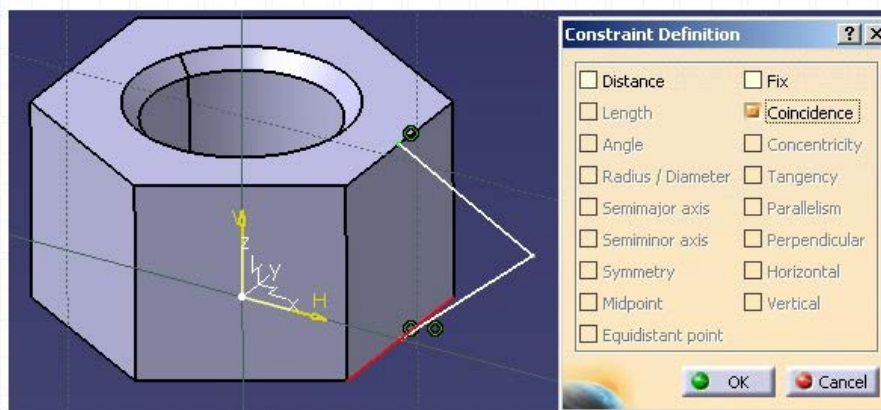 Constraint Definition
Distance
Fix
Length
Coincidence
Angle
Concentricity
Radius / Diameter
Tangency
Semimajor axis
Parallelism
Semiminor axis
Perpendicular
Symmetry
Horizontal
Midpoint
Vertical
Equidistant point
OK
Cancel
V
z
y
x
H